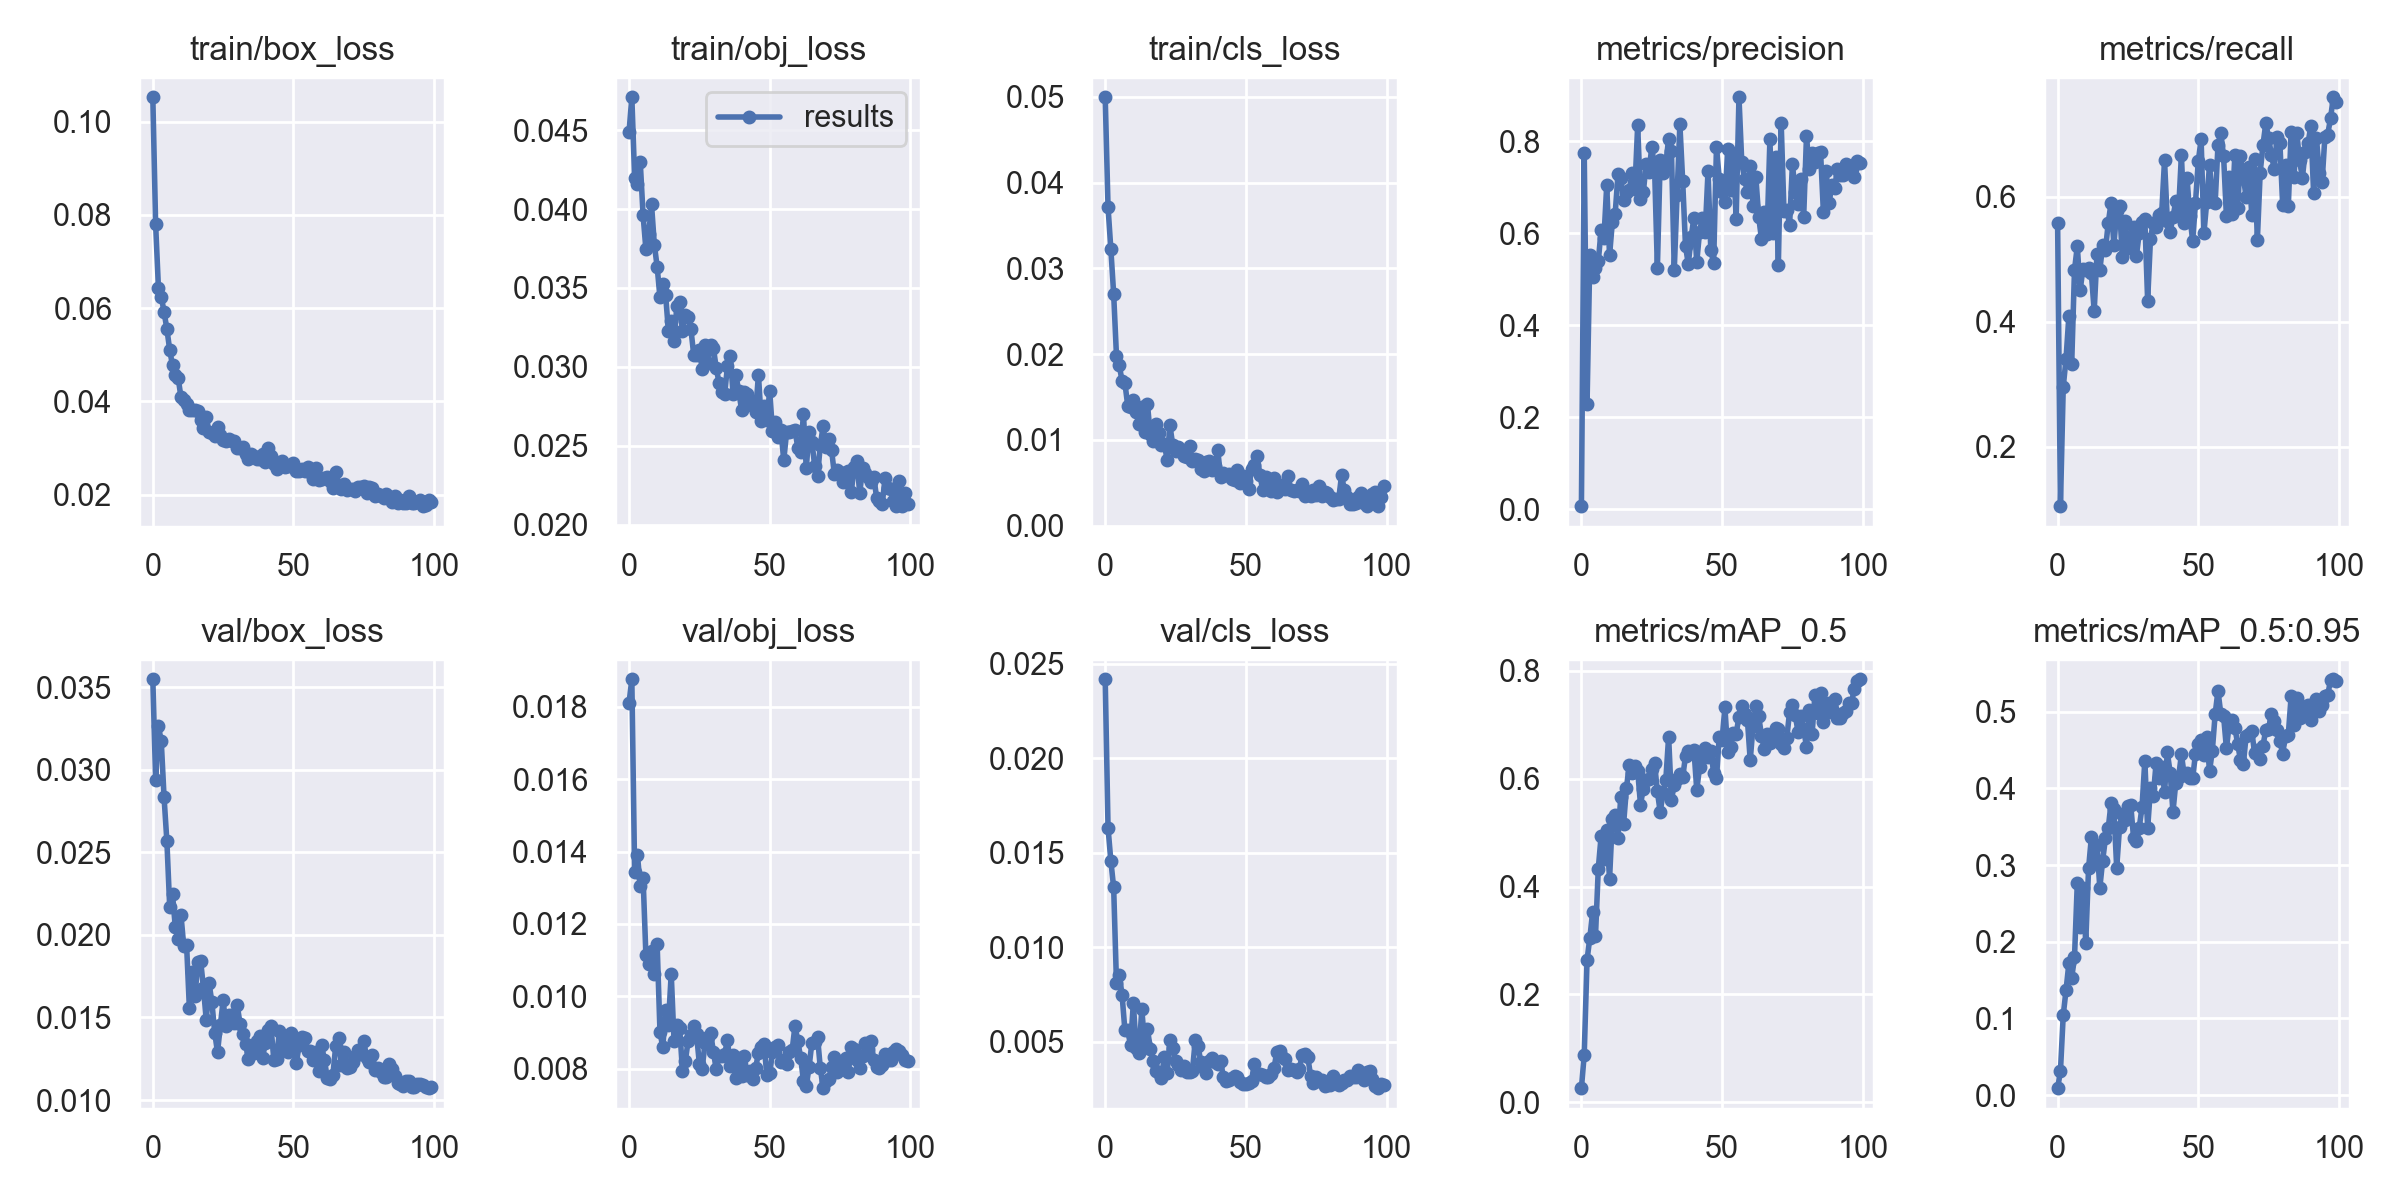 train/box_loss
0.10
0.08
0.06
0.04
0.02
0 50 100
train/obj_loss
results
0.045
0.040
0.035
0.030
0.025
0.020
0 50 100
train/cls_loss
0.05
0.04
0.03
0.02
0.01
0.00
0 50 100
metrics/precision
0.8
0.6
0.4
0.2
0.0
0 50 100
metrics/recall
0.6
0.4
0.2
0 50 100
val/box_loss
0.035
0.030
0.025
0.020
0.015
0.010
0 50 100
val/obj_loss
0.018
0.016
0.014
0.012
0.010
0.008
0 50 100
val/cls_loss
0.025
0.020
0.015
0.010
0.005
0 50 100
metrics/mAP_0.5
0.8
0.6
0.4
0.2
0.0
0 50 100
metrics/mAP_0.5:0.95
0.5
0.4
0.3
0.2
0.1
0.0
0 50 100